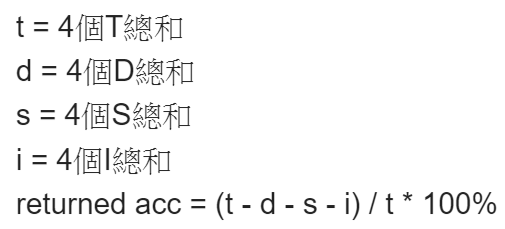 t = 4個T總和
d = 4個D總和
s = 4個S總和
i = 4個I總和
returned acc = (t - d - s - i) / t * 100%